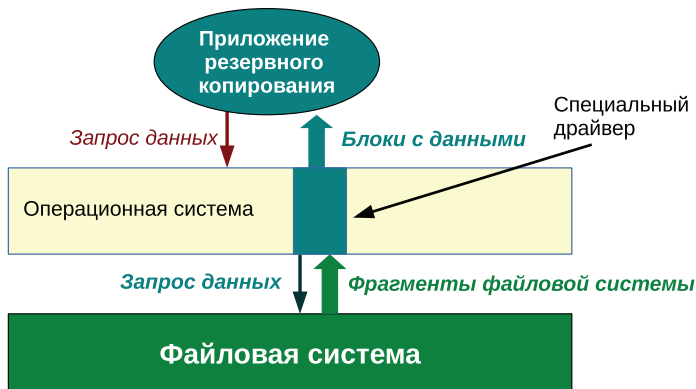 Приложение
резервного
копирования
Специальный
драйвер
Запрос данных
Блоки с данными
Операционная система
Запрос данных
Фрагменты файловой системы
Файловая система